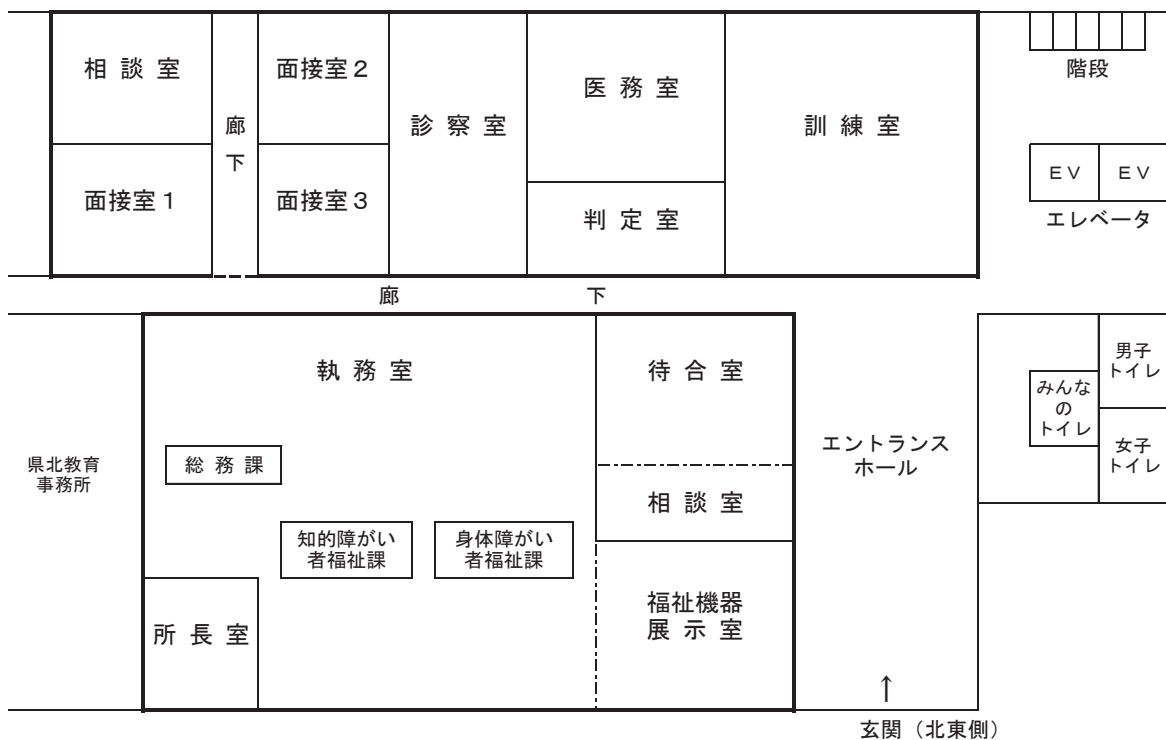 相談室
面接室2
医務室
階段
廊下
診察室
訓練室
面接室1
面接室3
判定室
EV
EV
エレベータ
廊下
執務室
待合室
男子
トイレ
みんな
の
トイレ
県北教育
事務所
総務課
エントランス
ホール
女子
トイレ
相談室
知的障がい
者福祉課
身体障がい
者福祉課
所長室
福祉機器
展示室
↑
玄関(北東側)